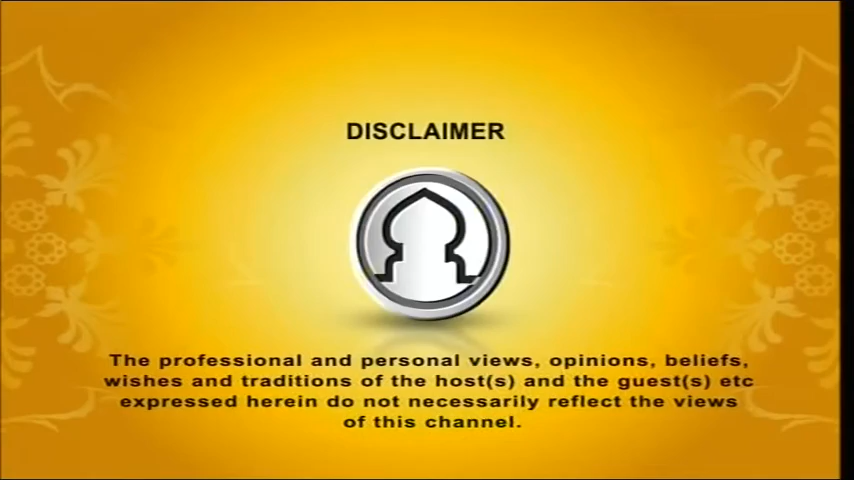 DISCLAIMER
The professional and personal views, opinions, beliefs,
wishes and traditions of the host(s) and the guest(s) etc
expressed herein do not necessarily reflect the views
of this channel.